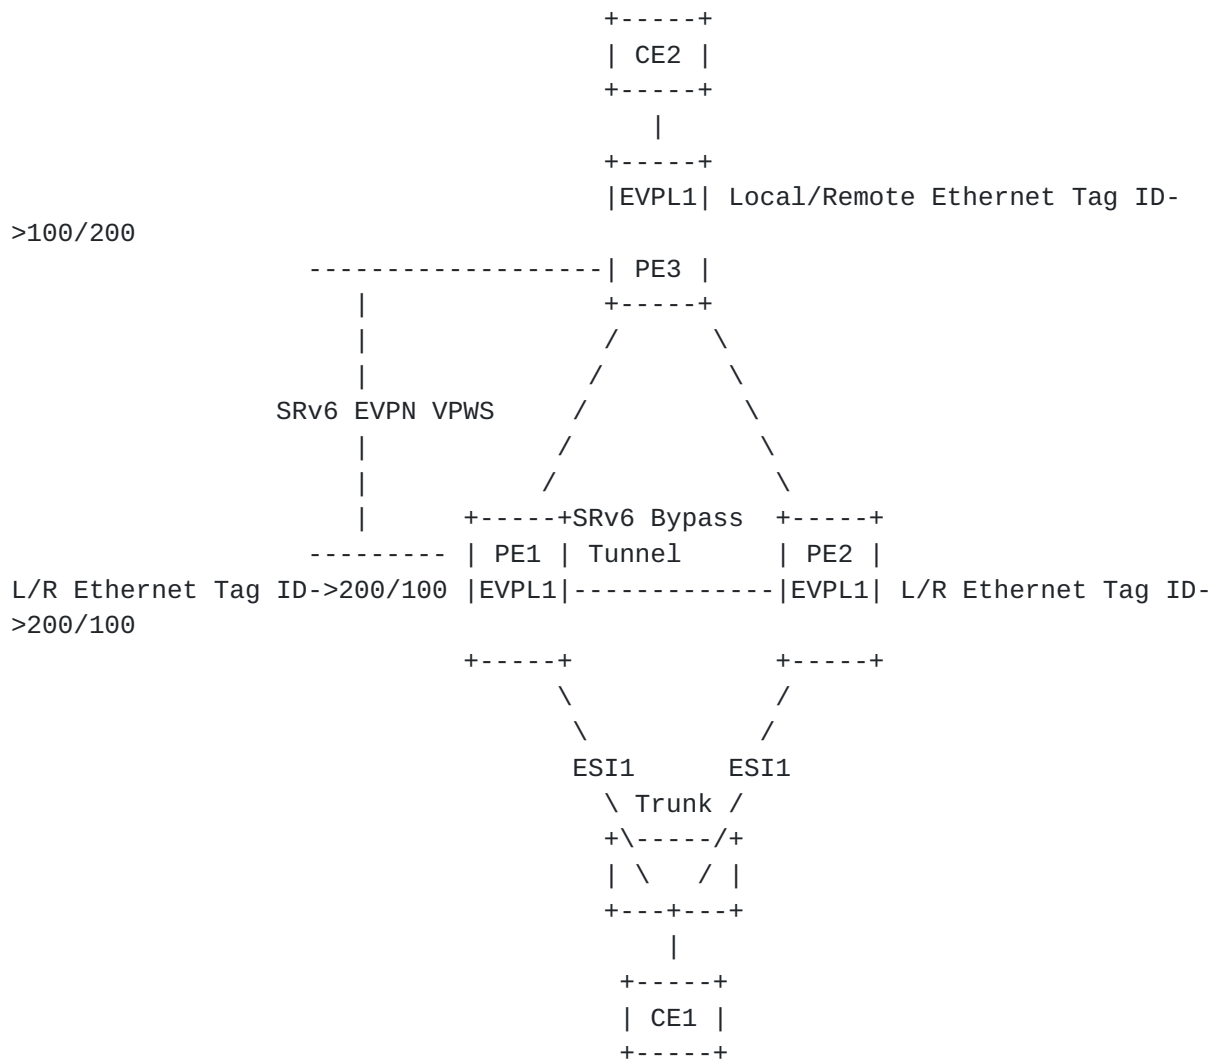 +-----+
                                      | CE2 |
                                      +-----+
                                         |
                                      +-----+
                                      |EVPL1| Local/Remote Ethernet Tag ID-
>100/200
                   -------------------| PE3 |
                      |               +-----+
                      |               /      \
                      |              /        \
                 SRv6 EVPN VPWS     /          \
                      |            /            \
                      |           /              \
                      |      +-----+SRv6 Bypass  +-----+
                   --------- | PE1 | Tunnel      | PE2 |
L/R Ethernet Tag ID->200/100 |EVPL1|-------------|EVPL1| L/R Ethernet Tag ID-
>200/100
                             +-----+             +-----+
                                   \             /
                                    \           /
                                    ESI1      ESI1
                                      \ Trunk /
                                      +\-----/+
                                      | \   / |
                                      +---+---+
                                          |
                                       +-----+
                                       | CE1 |
                                       +-----+